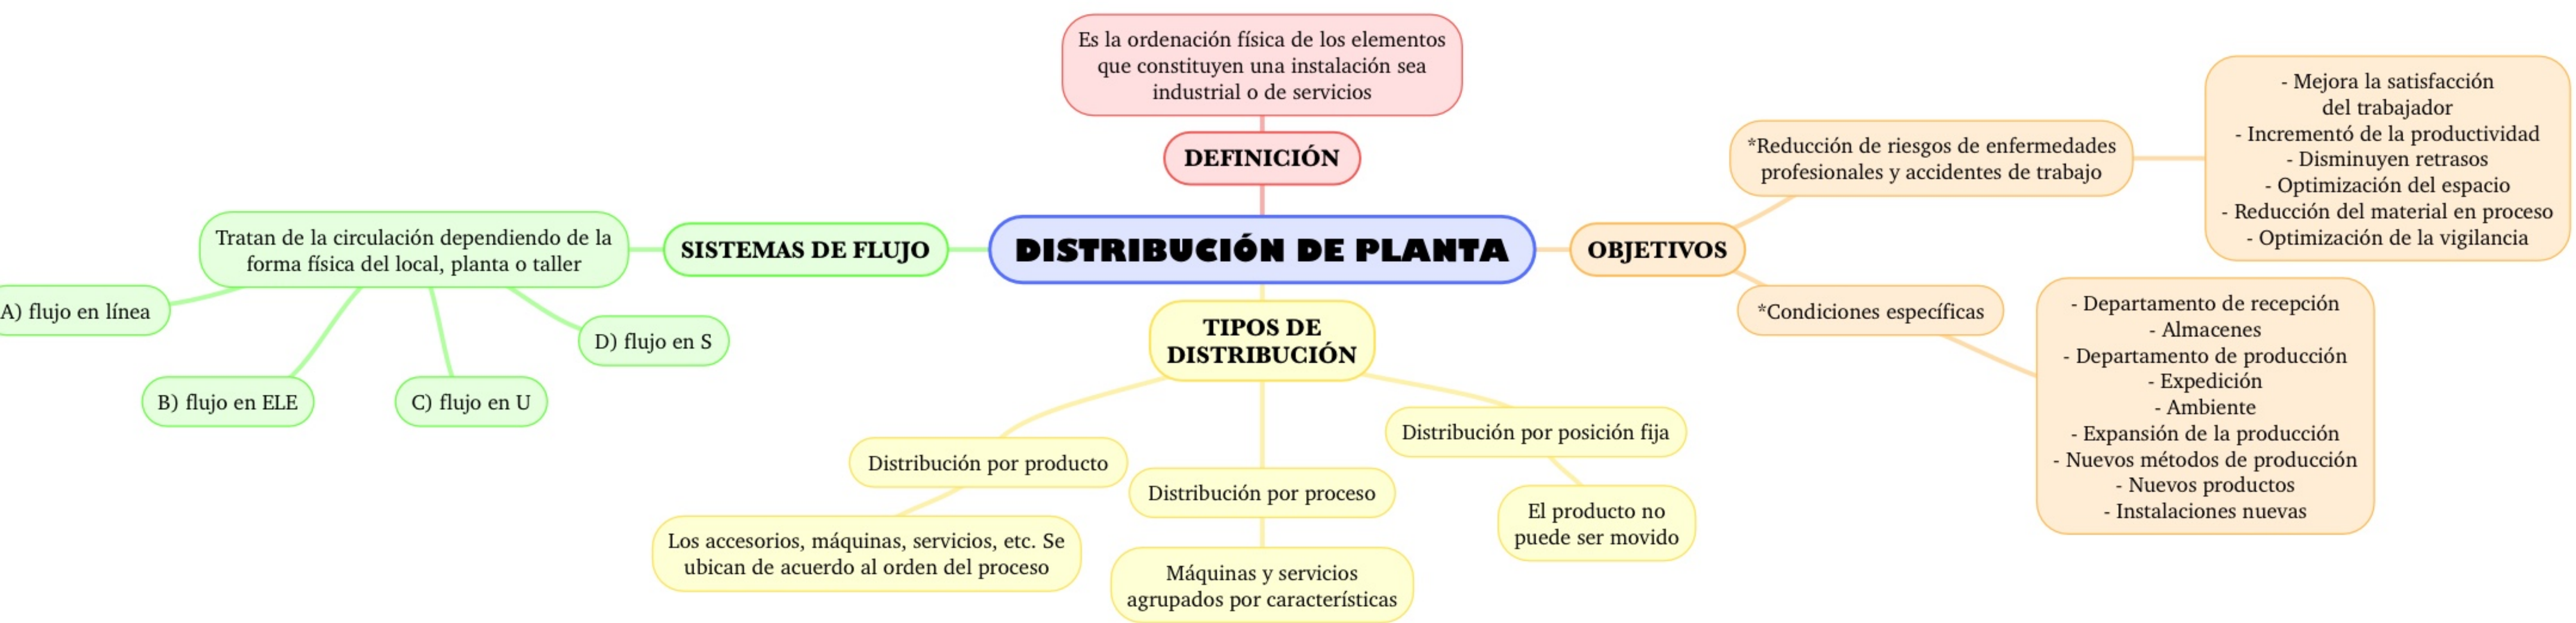 Es la ordenación física de los elementos
que constituyen una instalación sea
industrial o de servicios
DEFINICIÓN
DISTRIBUCIÓN DE PLANTA
SISTEMAS DE FLUJO
Tratan de la circulación dependiendo de la
forma física del local, planta o taller
A) flujo en línea
B) flujo en ELE
C) flujo en U
D) flujo en S
OBJETIVOS
*Reducción de riesgos de enfermedades
profesionales y accidentes de trabajo
- Mejora la satisfacción
del trabajador
- Incrementó de la productividad
- Disminuyen retrasos
- Optimización del espacio
- Reducción del material en proceso
- Optimización de la vigilancia
*Condiciones específicas
- Departamento de recepción
- Almacenes
- Departamento de producción
- Expedición
- Ambiente
- Expansión de la producción
- Nuevos métodos de producción
- Nuevos productos
- Instalaciones nuevas
TIPOS DE
DISTRIBUCIÓN
Distribución por producto
Los accesorios, máquinas, servicios, etc. Se
ubican de acuerdo al orden del proceso
Distribución por proceso
Máquinas y servicios
agrupados por características
Distribución por posición fija
El producto no
puede ser movido